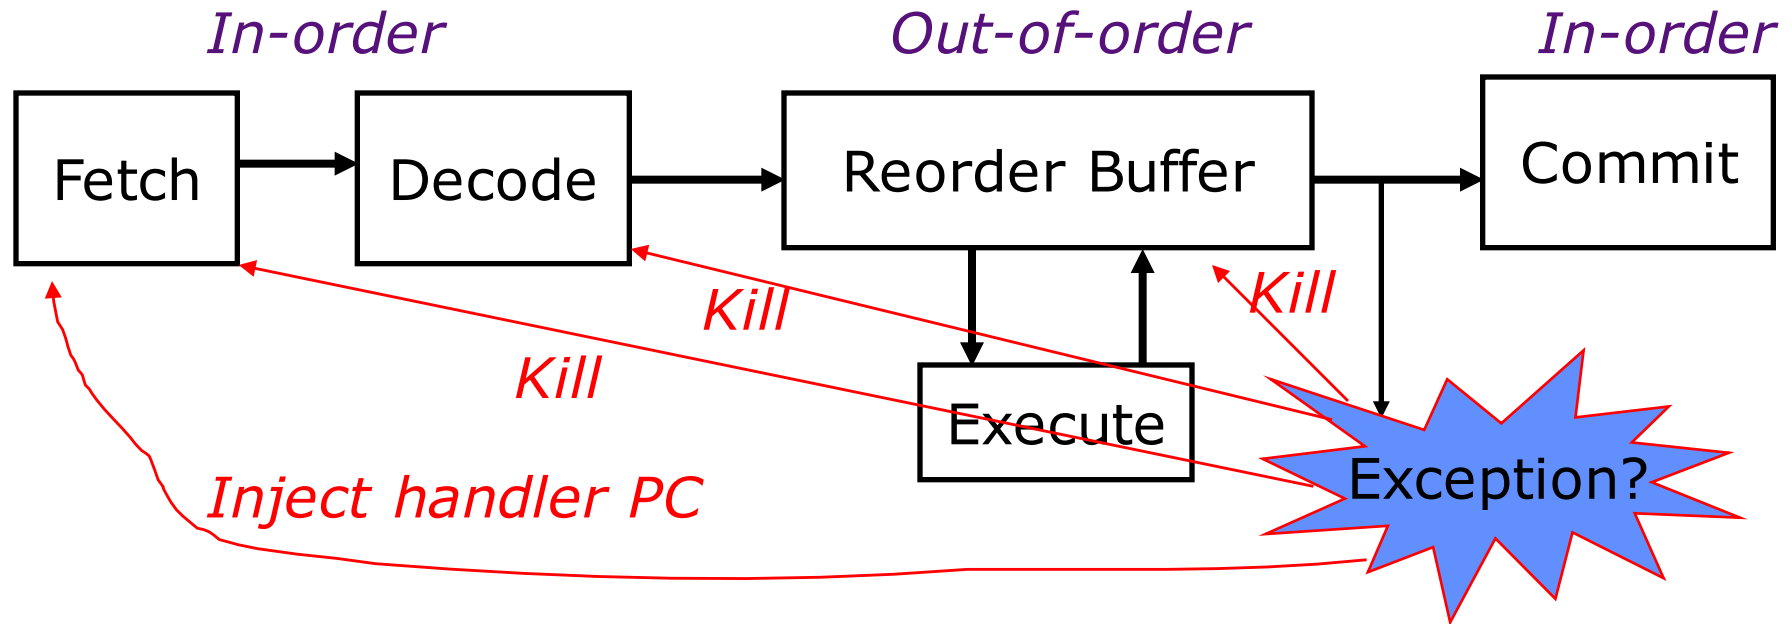 In-order
Out-of-order
In-order
Fetch
Decode
Reorder Buffer
Commit
Kill
Kill
Kill
Execute
Exception?
Inject handler PC